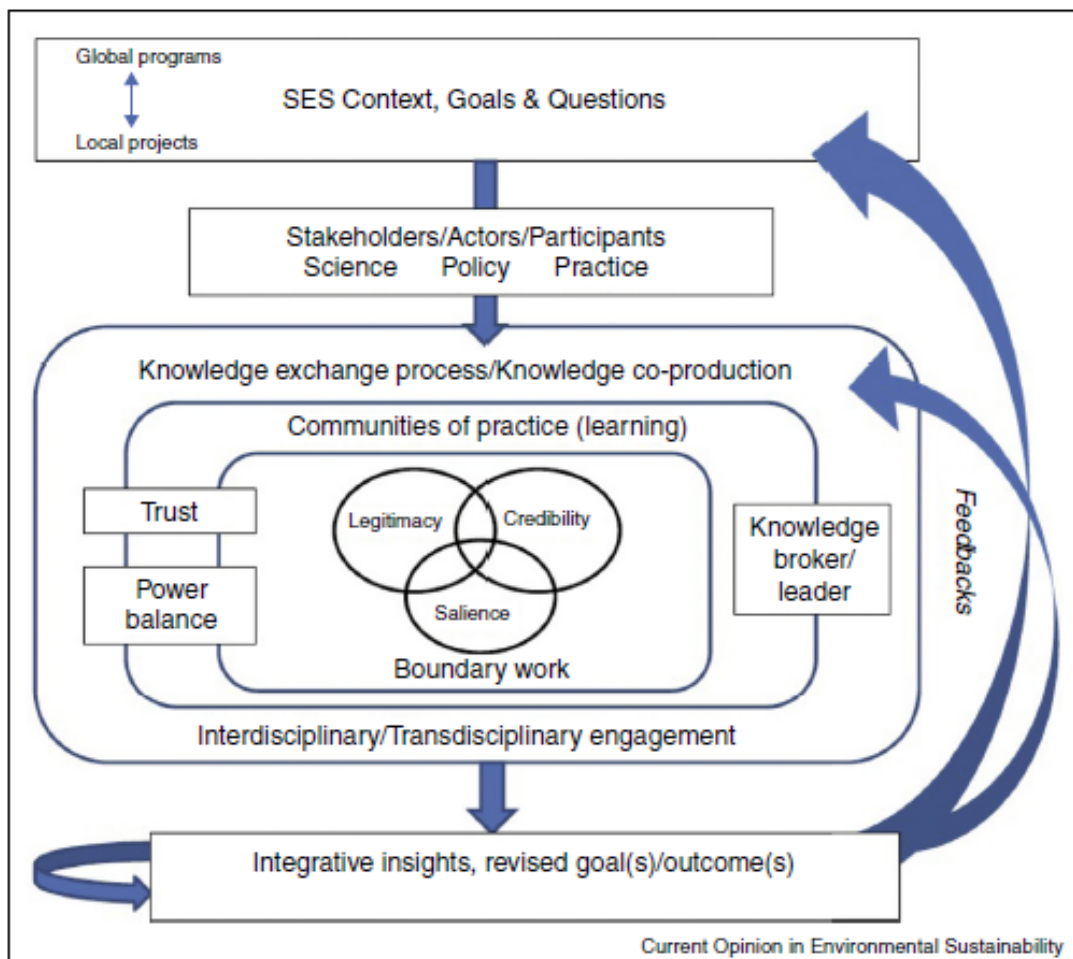 Global programs
SES Context, Goals & Questions
Local projects
Stakeholders/Actors/Participants
Science Policy Practice
Knowledge exchange process/Knowledge co-production
Communities of practice (learning)
Trust
Power
balance
Legitimacy
Credibility
Salience
Boundary work
Knowledge
broker/
leader
Feedbacks
Interdisciplinary/Transdisciplinary engagement
Integrative insights, revised goal(s)/outcome(s)
Current Opinion in Environmental Sustainability